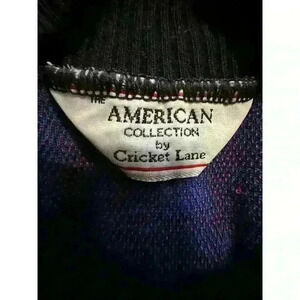 THE
AMERICAN
COLLECTION
by
Cricket Lane